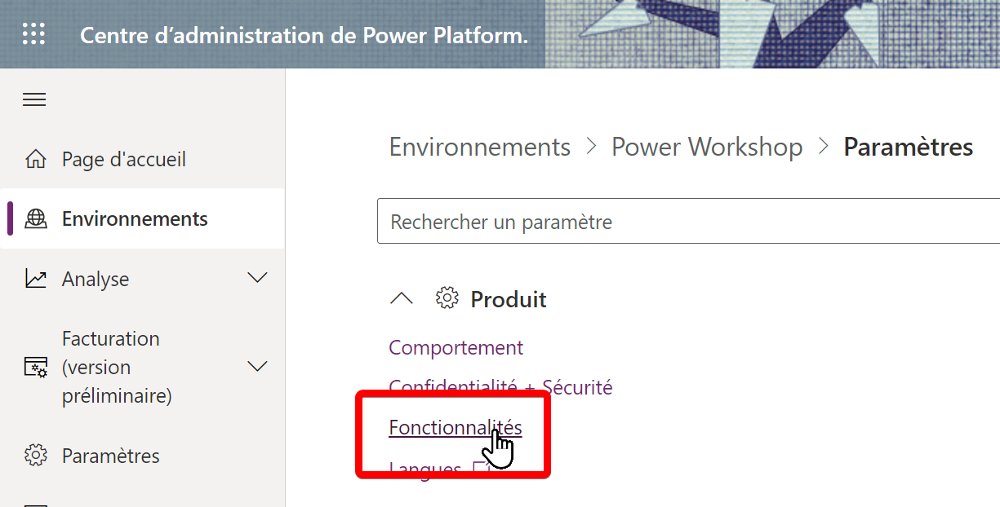 Centre d’administration de Power Platform.
Page d'accueil
Environnements
Analyse
Facturation
(version
préliminaire)
Paramètres
Environnements > Power Workshop > Paramètres
Rechercher un paramètre
Produit
Comportement
Confidentialité + Sécurité
Fonctionnalités
Langues